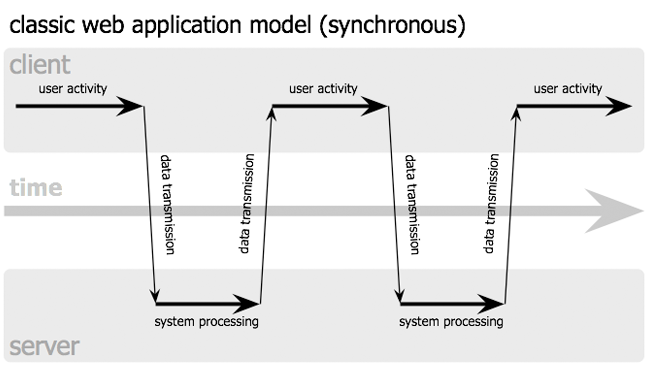 classic web application model (synchronous)
client
user activity
user activity
user activity
data transmission
data transmission
data transmission
data transmission
time
system processing
system processing
server